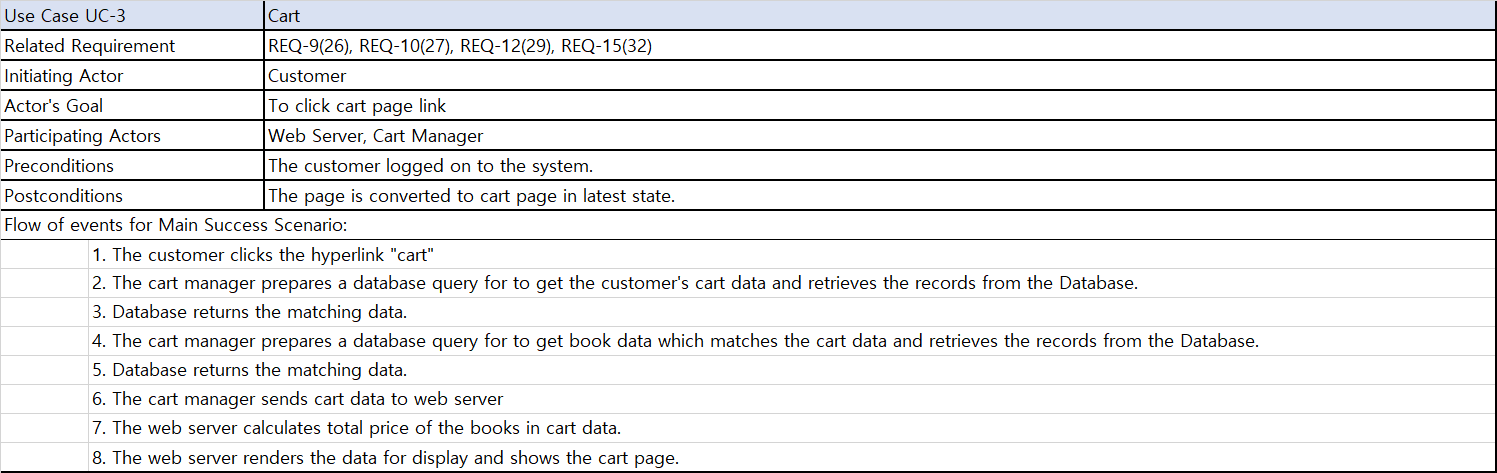 Use Case UC-3 Cart
Related Requirement REQ-9(26), REQ-10(27), REQ-12(29), REQ-15(32)
Initiating Actor Customer
Actor's Goal To click cart page link
Participating Actors Web Server, Cart Manager
Preconditions The customer logged on to the system.
Postconditions The page is converted to cart page in latest state.
Flow of events for Main Success Scenario:
1. The customer clicks the hyperlink "cart"
2. The cart manager prepares a database query for to get the customer's cart data and retrieves the records from the Database.
3. Database returns the matching data.
4. The cart manager prepares a database query for to get book data which matches the cart data and retrieves the records from the Database.
5. Database returns the matching data.
6. The cart manager sends cart data to web server
7. The web server calculates total price of the books in cart data.
8. The web server renders the data for display and shows the cart page.